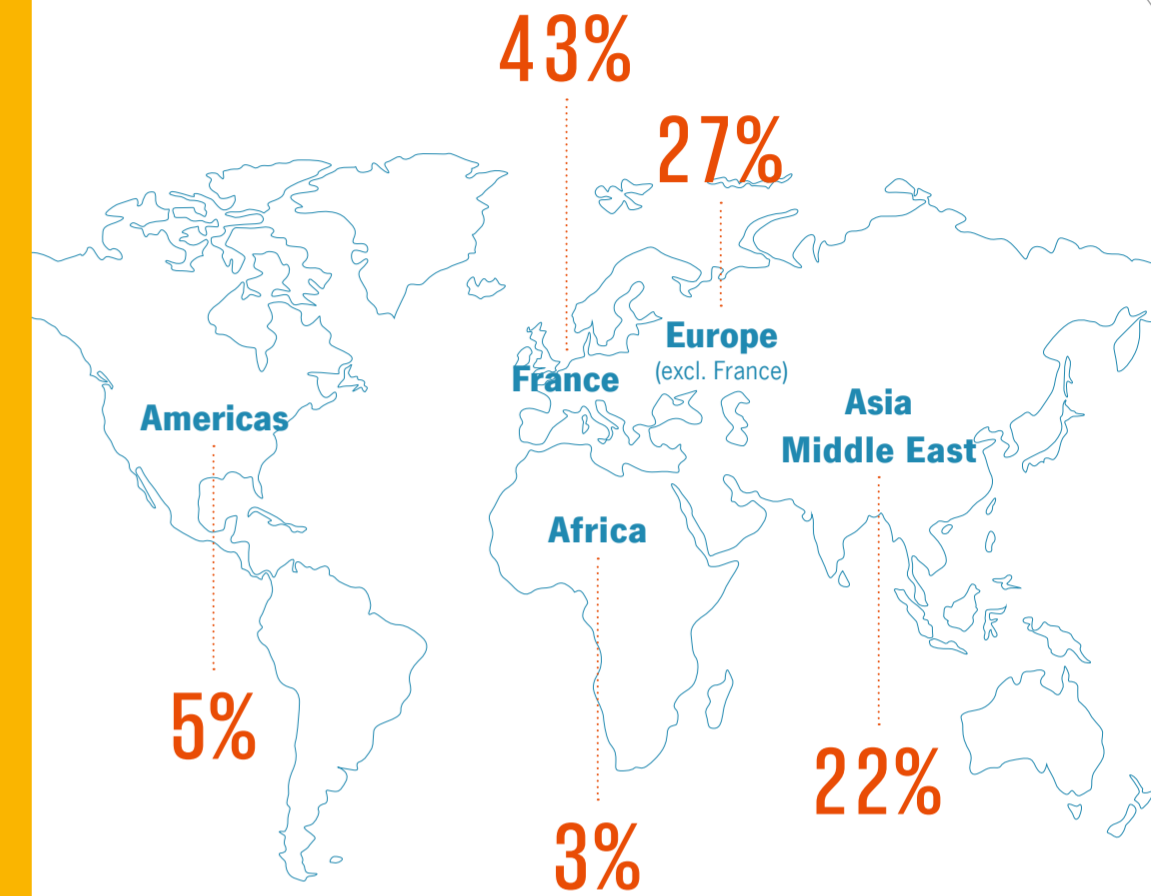 43%
27%
Europe
(excl. France)
France
Asia
Middle East
Americas
Africa
5%
22%
3%